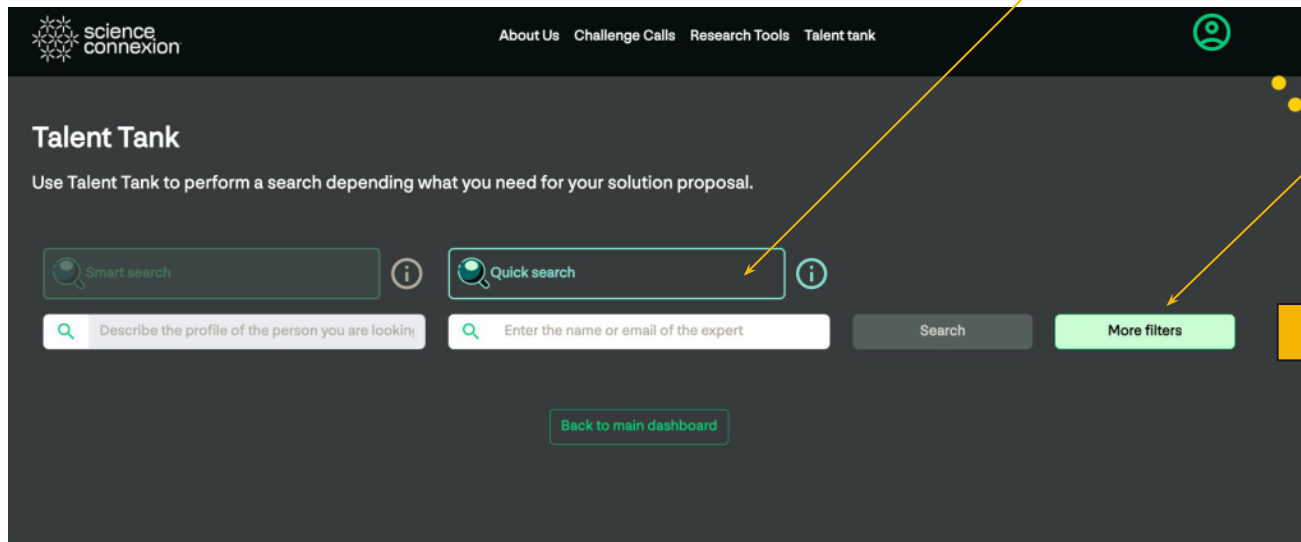 science
connexion
About Us Challenge Calls Research Tools Talent tank
Talent Tank
Use Talent Tank to perform a search depending what you need for your solution proposal.
Smart search
Quick search
Describe the profile of the person you are looking
Enter the name or email of the expert
Search
More filters
Back to main dashboard